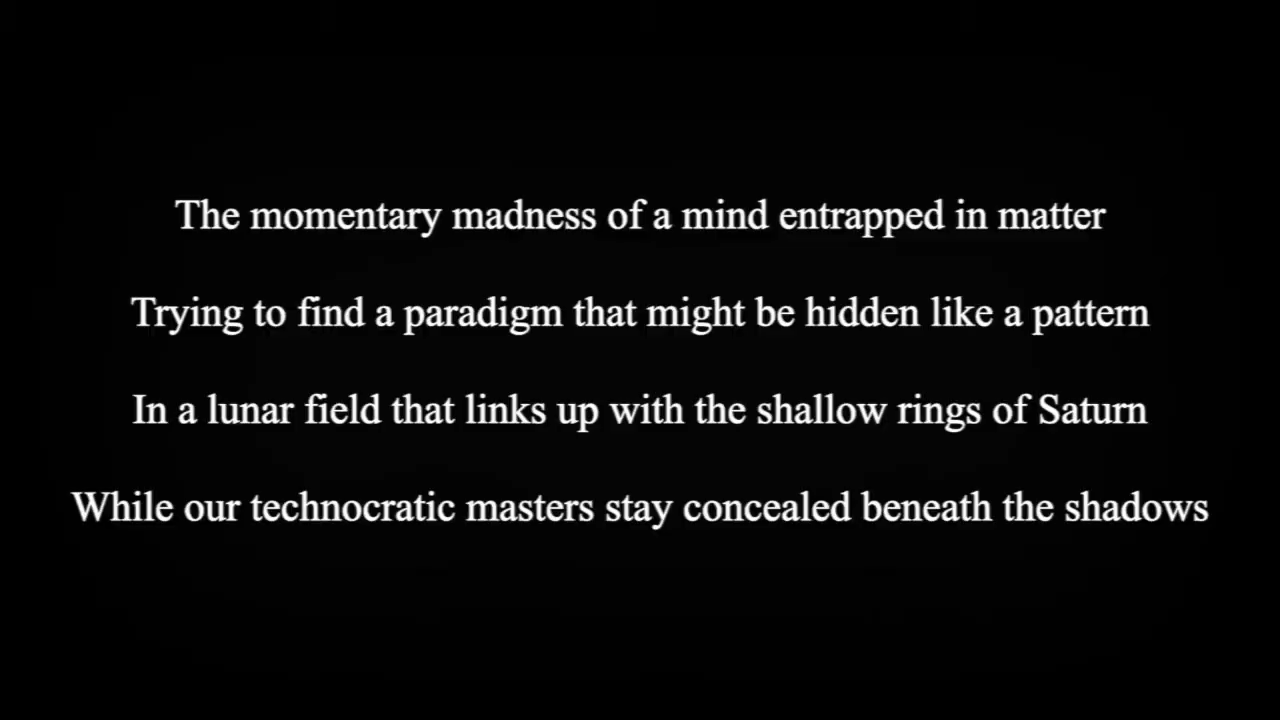 The momentary madness of a mind entrapped in matter
Trying to find a paradigm that might be hidden like a pattern
In a lunar field that links up with the shallow rings of Saturn
While our technocratic masters stay concealed beneath the shadows